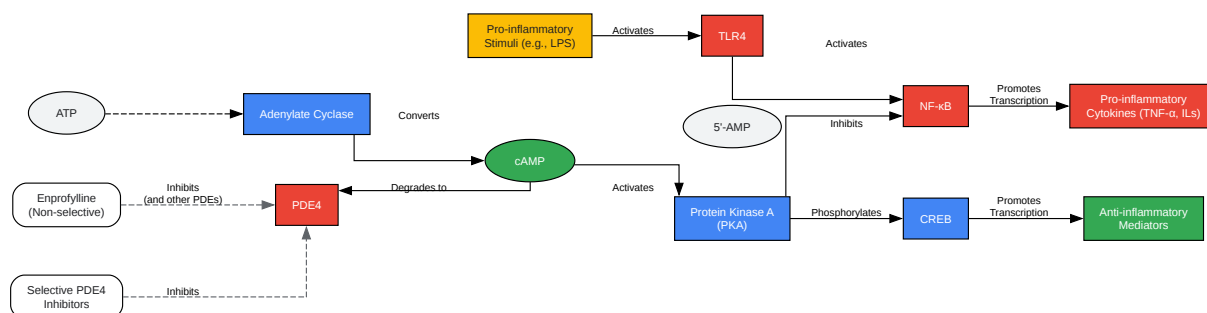 Pro-inflammatory
Stimuli (e.g., LPS)
Activates
TLR4
Activates
ATP
Adenylate Cyclase
Converts
cAMP
5'-AMP
NF-κB
Inhibits
Promotes
Transcription
Pro-inflammatory
Cytokines (TNF-α, ILs)
Enprofylline
(Non-selective)
Inhibits
(and other PDEs)
PDE4
Degrades to
Activates
Protein Kinase A
(PKA)
Phosphorylates
CREB
Promotes
Transcription
Anti-inflammatory
Mediators
Selective PDE4
Inhibitors
Inhibits